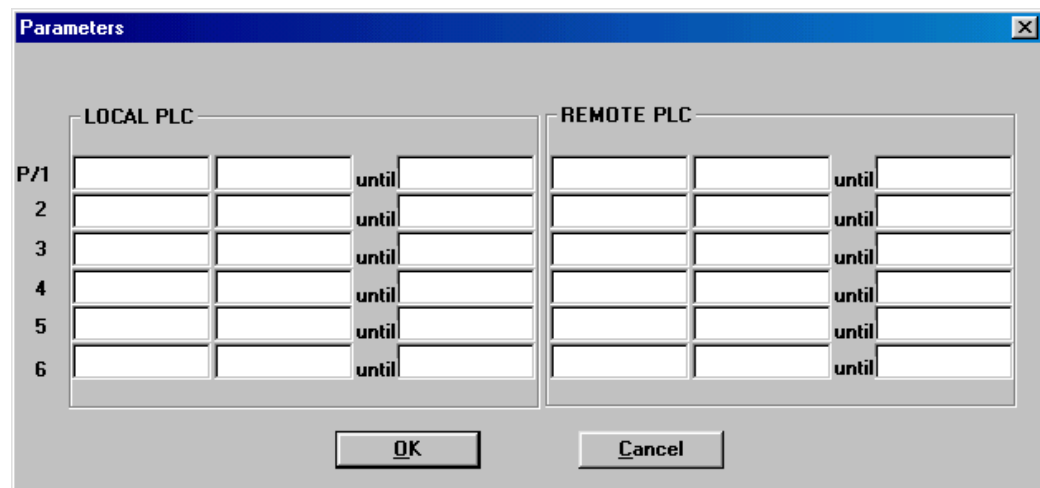 Parameters
LOCAL PLC
REMOTE PLC
P/1 until until
2 until until
3 until until
4 until until
5 until until
6 until until
OK Cancel